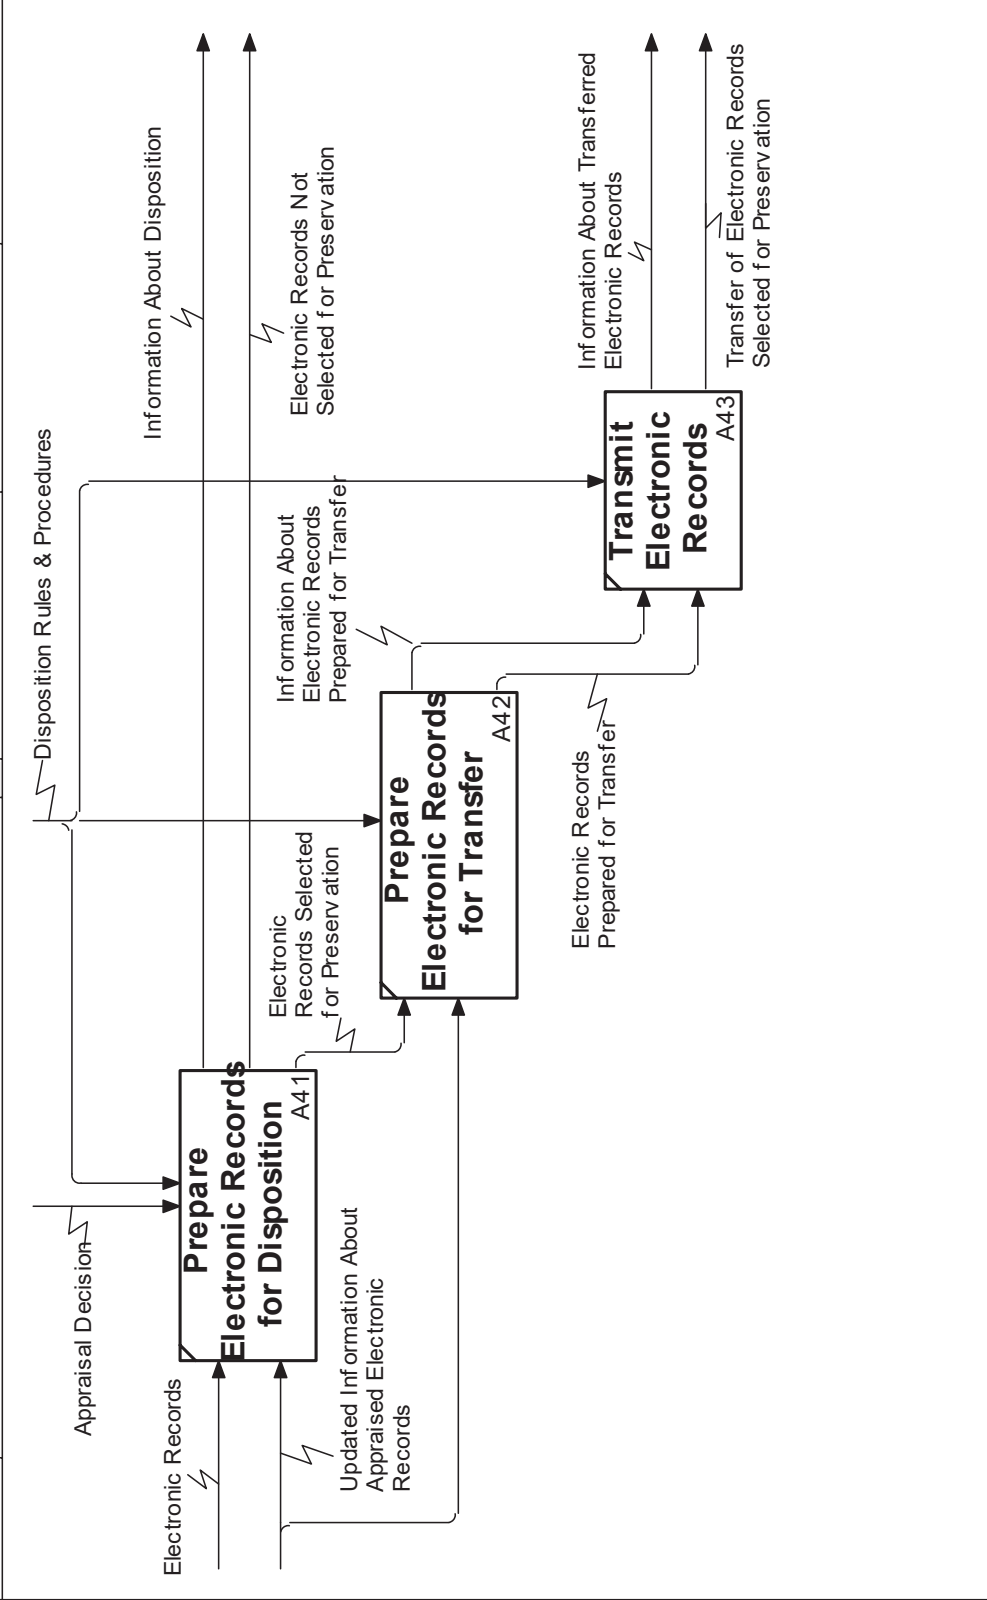 Disposition Rules & Procedures
Appraisal Decision
Information About Disposition
Electronic Records Not
Selected for Preservation
Electronic Records
Prepare
Electronic Records
for Disposition
A41
Updated Information About
Appraised Electronic
Records
Electronic
Records Selected
for Preservation
Prepare
Electronic Records
for Transfer
A42
Information About
Electronic Records
Prepared for Transfer
Electronic Records
Prepared for Transfer
Transmit
Electronic
Records
A43
Information About Transferred
Electronic Records
Transfer of Electronic Records
Selected for Preservation